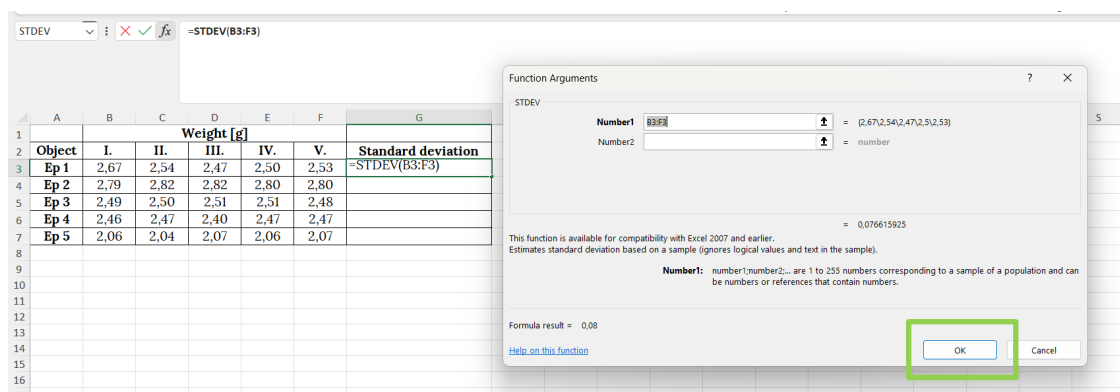 STDEV fx =STDEV(B3:F3)
Function Arguments ? ×
STDEV
Number1 B3:F3 = {2,67\2,54\2,47\2,5\2,53}
Number2 = number
= 0,076615925
This function is available for compatibility with Excel 2007 and earlier.
Estimates standard deviation based on a sample (ignores logical values and text in the sample).
Number1: number1;number2;... are 1 to 255 numbers corresponding to a sample of a population and can
be numbers or references that contain numbers.
Formula result = 0,08
Help on this function OK Cancel
A B C D E F G S
1 Weight [g]
2 Object I. II. III. IV. V. Standard deviation
3 Ep 1 2,67 2,54 2,47 2,50 2,53 =STDEV(B3:F3)
4 Ep 2 2,79 2,82 2,82 2,80 2,80
5 Ep 3 2,49 2,50 2,51 2,51 2,48
6 Ep 4 2,46 2,47 2,40 2,47 2,47
7 Ep 5 2,06 2,04 2,07 2,06 2,07
8
9
10
11
12
13
14
15
16